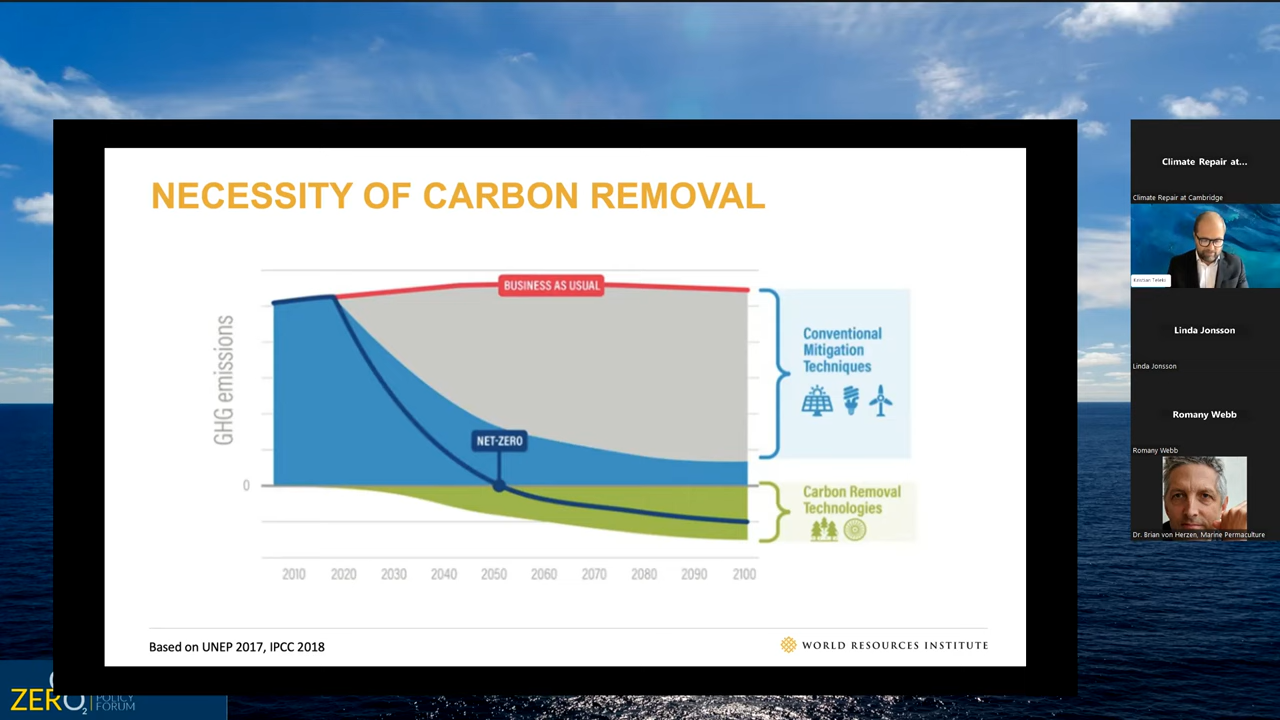 NECESSITY OF CARBON REMOVAL
BUSINESS AS USUAL
GHG emissions
NET-ZERO
0
Conventional
Mitigation
Techniques
Carbon Removal
Technologies
2010 2020 2030 2040 2050 2060 2070 2080 2090 2100
Based on UNEP 2017, IPCC 2018
WORLD RESOURCES INSTITUTE
Climate Repair at...
Climate Repair at Cambridge
Linda Jonsson
Linda Jonsson
Romany Webb
Romany Webb
Dr. Brian von Herzen, Marine Permaculture
ZERO2
POLICY
FORUM